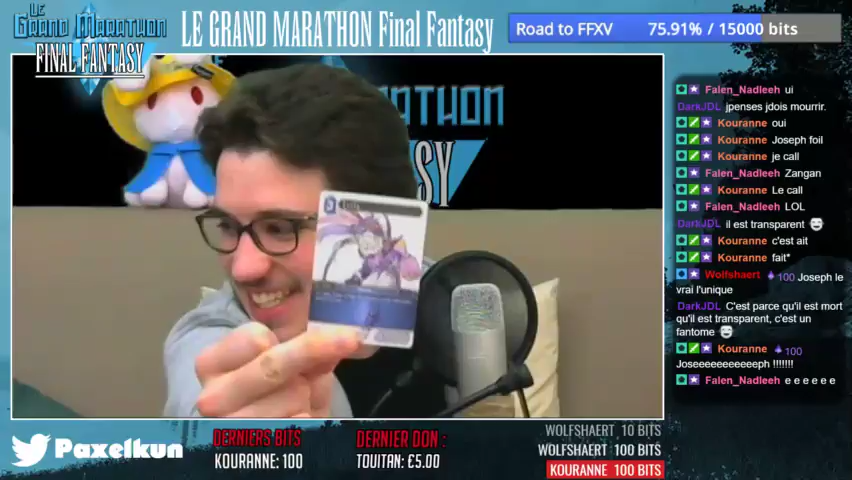 LE
GRAND MARATHON
FINAL FANTASY
LE GRAND MARATHON Final Fantasy
Road to FFXV 75.91% / 15000 bits
Falen_Nadleeh ui
DarkJDL jpenses jdois mourrir.
Kouranne oui
Kouranne Joseph foil
Kouranne je call
Falen_Nadleeh Zangan
Kouranne Le call
Falen_Nadleeh LOL
DarkJDL il est transparent
Kouranne c'est ait
Kouranne fait*
Wolfshaert 100 Joseph le
vrai l'unique
DarkJDL C'est parce qu'il est mort
qu'il est transparent, c'est un
fantome
Kouranne 100
Joseeeeeeeeeeph !!!!!!!
Falen_Nadleeh e e e e e e
Paxelkun
DERNIERS BITS
KOURANNE: 100
DERNIER DON :
TOVITAN: £5.00
WOLFSHAERT 10 BITS
WOLFSHAERT 100 BITS
KOURANNE 100 BITS